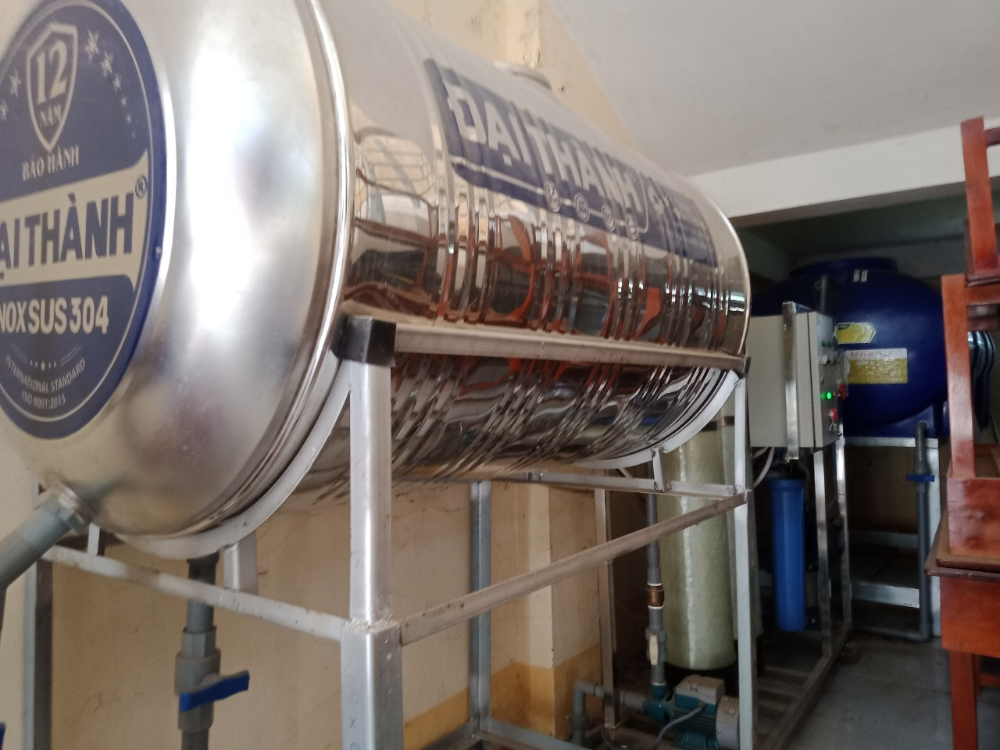 12
NĂM
BẢO HÀNH
ẠI THÀNH®
NOX SUS 304
INTERNATIONAL STANDARD
ISO 9001:2015
ĐẠI THÀNH